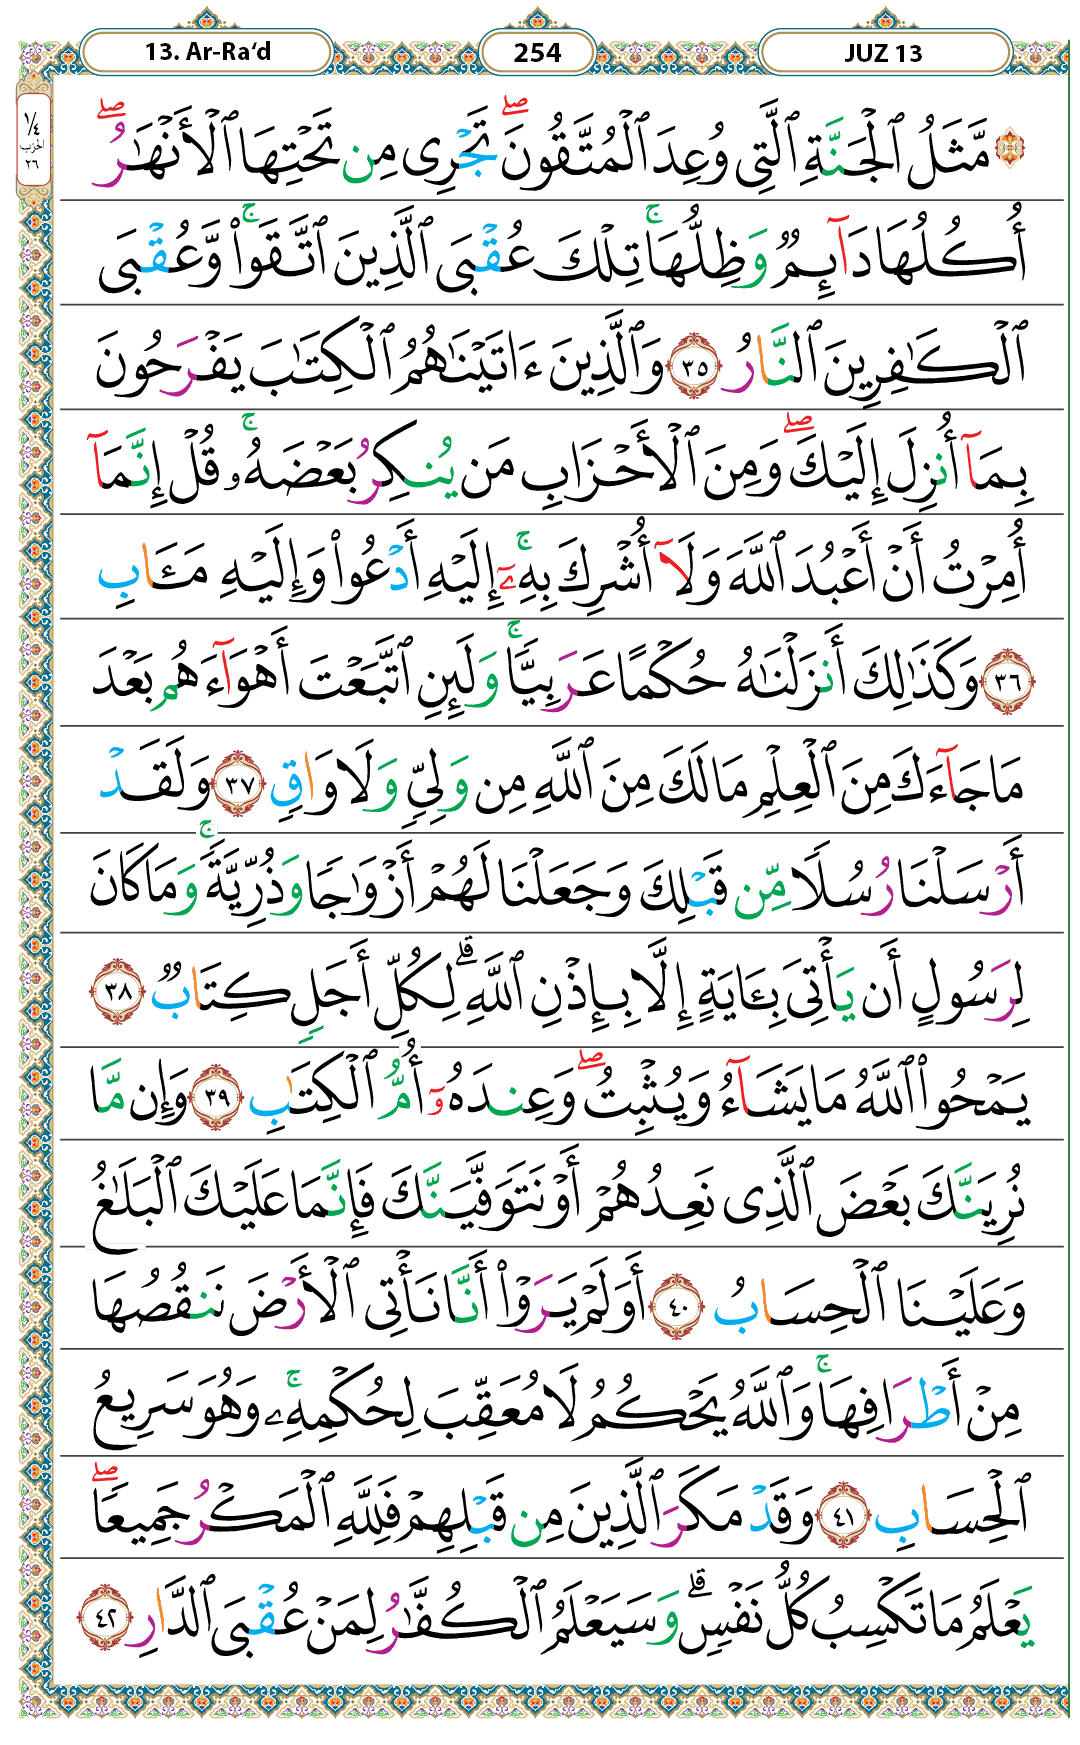 13. Ar-Ra‘d
254
JUZ 13
١/٤
الحزب
٢٦
۞ مَّثَلُ ٱلْجَنَّةِ ٱلَّتِى وُعِدَ ٱلْمُتَّقُونَ ۖ تَجْرِى مِن تَحْتِهَا ٱلْأَنْهَـٰرُ ۖ
أُكُلُهَا دَآئِمٌ وَظِلُّهَا ۚ تِلْكَ عُقْبَى ٱلَّذِينَ ٱتَّقَوا۟ ۚ وَّعُقْبَى
ٱلْكَـٰفِرِينَ ٱلنَّارُ ٣٥ وَٱلَّذِينَ ءَاتَيْنَـٰهُمُ ٱلْكِتَـٰبَ يَفْرَحُونَ
بِمَآ أُنزِلَ إِلَيْكَ ۖ وَمِنَ ٱلْأَحْزَابِ مَن يُنكِرُ بَعْضَهُۥ ۚ قُلْ إِنَّمَآ
أُمِرْتُ أَنْ أَعْبُدَ ٱللَّهَ وَلَآ أُشْرِكَ بِهِۦٓ ۚ إِلَيْهِ أَدْعُوا۟ وَإِلَيْهِ مَـَٔابِ
٣٦ وَكَذَٰلِكَ أَنزَلْنَـٰهُ حُكْمًا عَرَبِيًّا ۚ وَلَئِنِ ٱتَّبَعْتَ أَهْوَآءَهُم بَعْدَ
مَا جَآءَكَ مِنَ ٱلْعِلْمِ مَا لَكَ مِنَ ٱللَّهِ مِن وَلِىٍّ وَلَا وَاقٍ ٣٧ وَلَقَدْ
أَرْسَلْنَا رُسُلًا مِّن قَبْلِكَ وَجَعَلْنَا لَهُمْ أَزْوَٰجًا وَذُرِّيَّةً ۚ وَمَا كَانَ
لِرَسُولٍ أَن يَأْتِىَ بِـَٔايَةٍ إِلَّا بِإِذْنِ ٱللَّهِ ۗ لِكُلِّ أَجَلٍ كِتَابٌ ٣٨
يَمْحُوا۟ ٱللَّهُ مَا يَشَآءُ وَيُثْبِتُ ۖ وَعِندَهُۥٓ أُمُّ ٱلْكِتَـٰبِ ٣٩ وَإِن مَّا
نُرِيَنَّكَ بَعْضَ ٱلَّذِى نَعِدُهُمْ أَوْ نَتَوَفَّيَنَّكَ فَإِنَّمَا عَلَيْكَ ٱلْبَلَـٰغُ
وَعَلَيْنَا ٱلْحِسَابُ ٤٠ أَوَلَمْ يَرَوْا۟ أَنَّا نَأْتِى ٱلْأَرْضَ نَنقُصُهَا
مِنْ أَطْرَافِهَا ۚ وَٱللَّهُ يَحْكُمُ لَا مُعَقِّبَ لِحُكْمِهِۦ ۚ وَهُوَ سَرِيعُ
ٱلْحِسَابِ ٤١ وَقَدْ مَكَرَ ٱلَّذِينَ مِن قَبْلِهِمْ فَلِلَّهِ ٱلْمَكْرُ جَمِيعًا ۖ
يَعْلَمُ مَا تَكْسِبُ كُلُّ نَفْسٍ ۗ وَسَيَعْلَمُ ٱلْكُفَّـٰرُ لِمَنْ عُقْبَى ٱلدَّارِ ٤٢